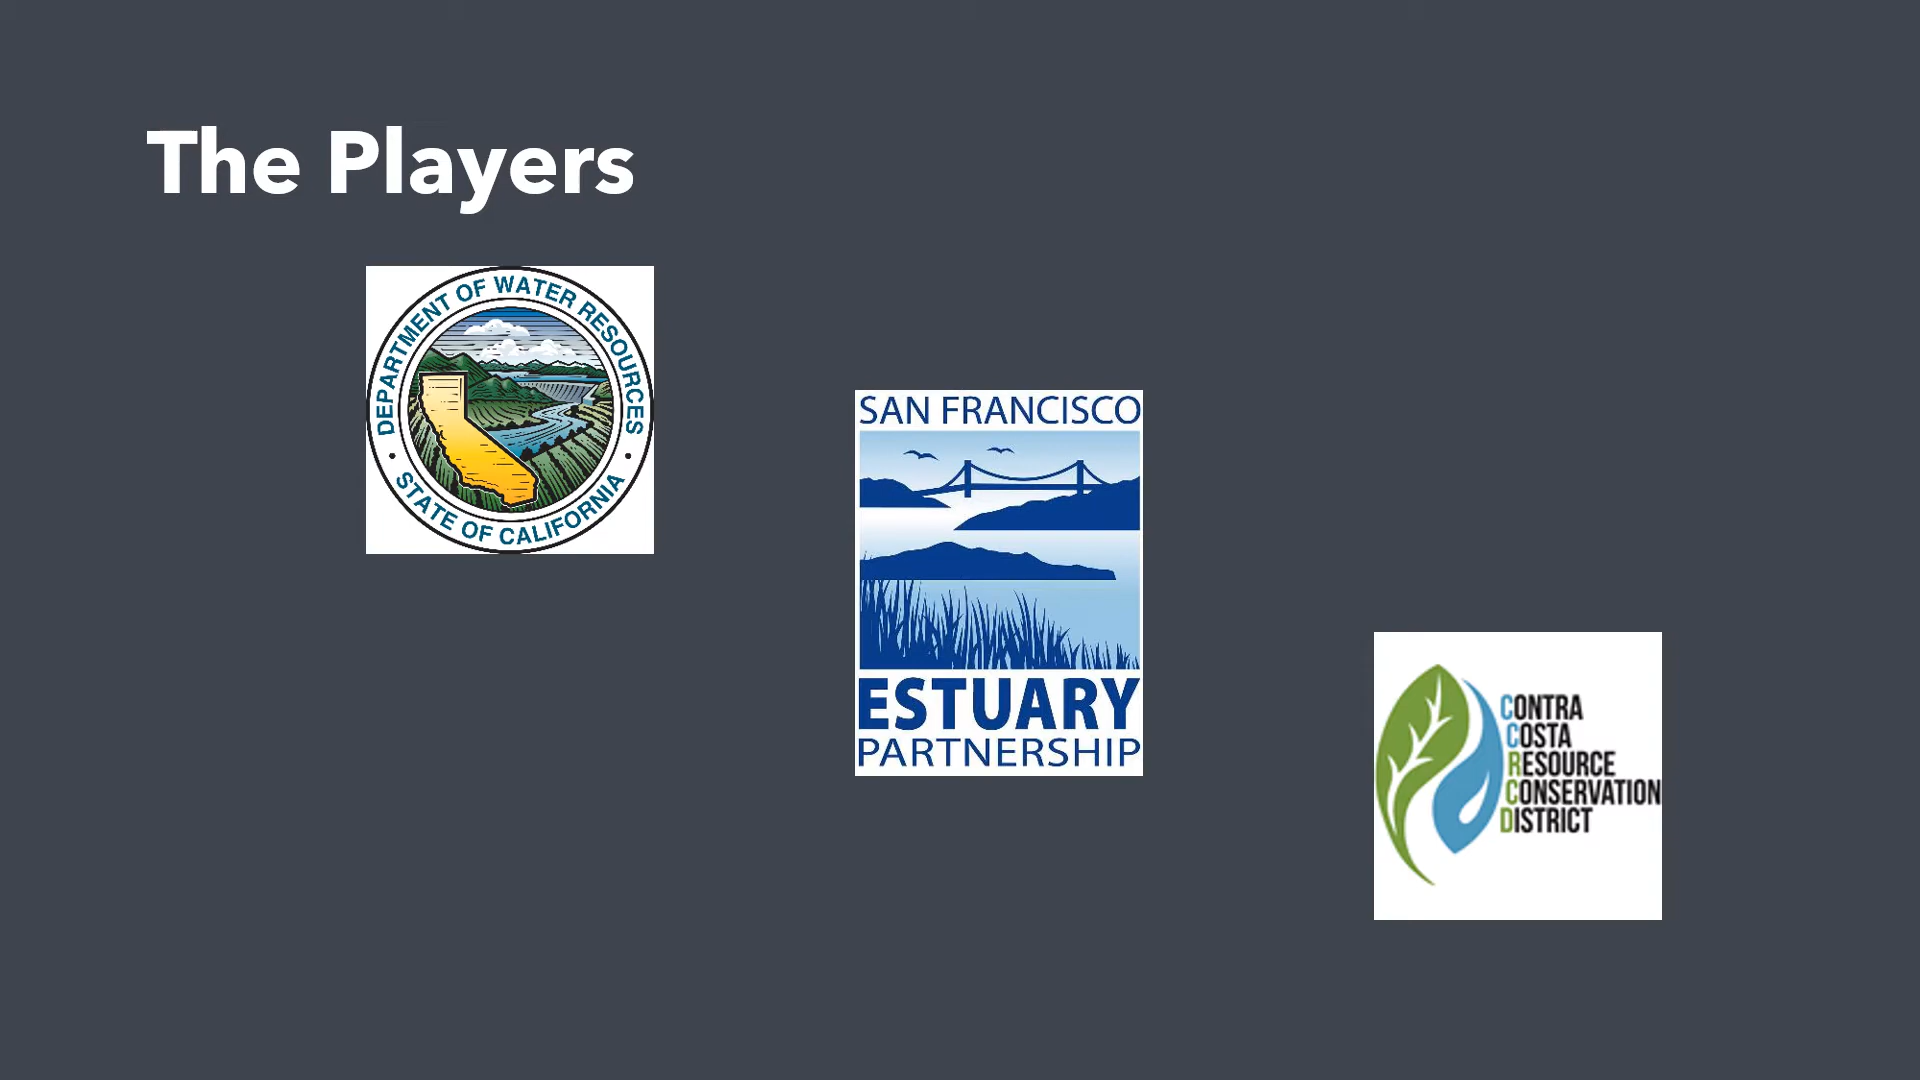 The Players
DEPARTMENT OF WATER RESOURCES
• STATE OF CALIFORNIA •
SAN FRANCISCO
ESTUARY
PARTNERSHIP
CONTRA
COSTA
RESOURCE
CONSERVATION
DISTRICT